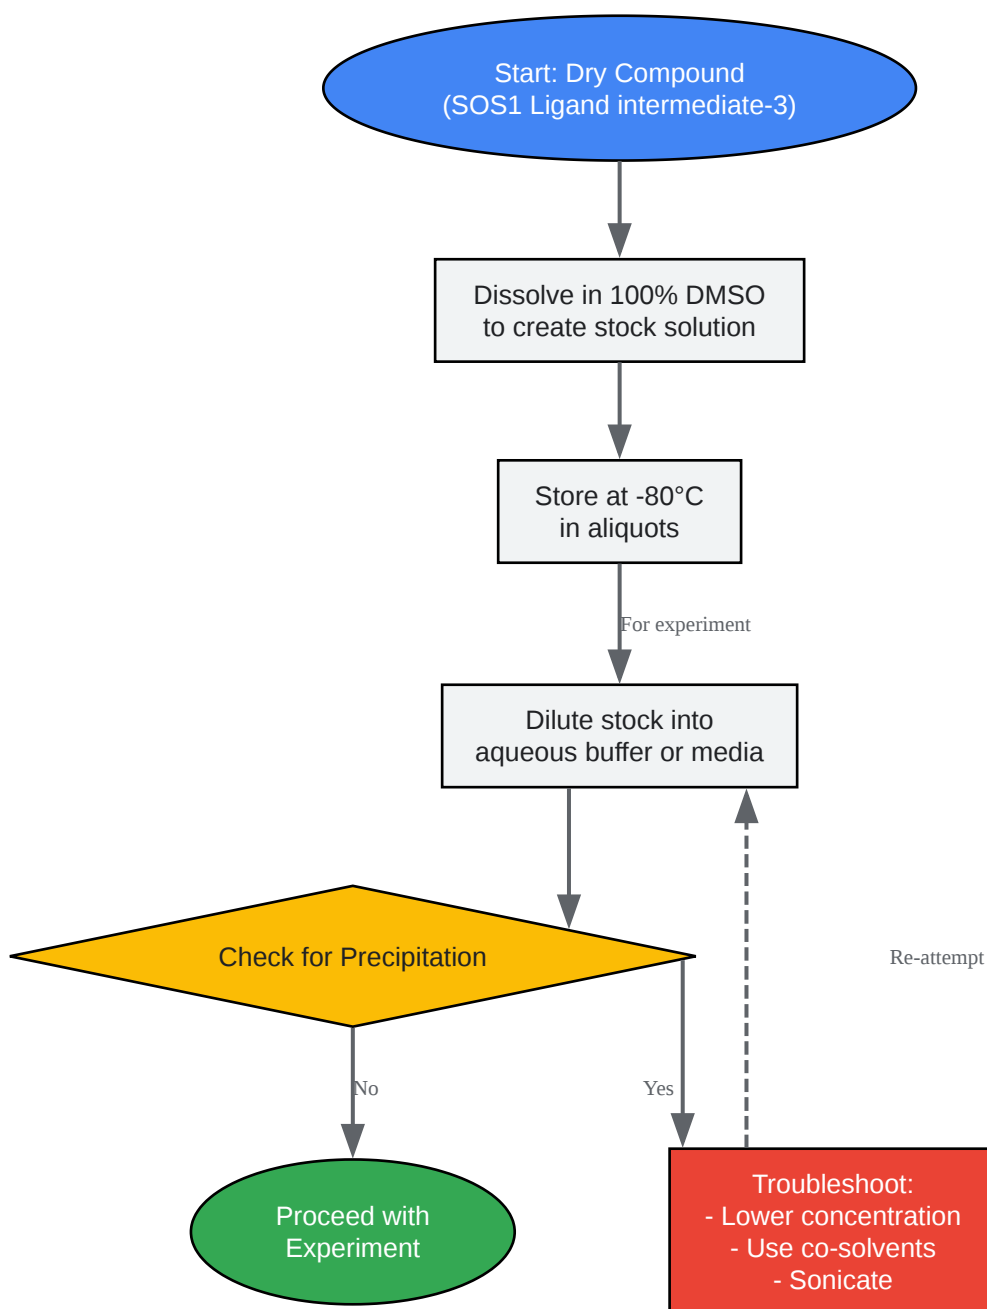 Start: Dry Compound
(SOS1 Ligand intermediate-3)
Dissolve in 100% DMSO
to create stock solution
Store at -80°C
in aliquots
For experiment
Dilute stock into
aqueous buffer or media
Check for Precipitation
Re-attempt
No
Yes
Proceed with
Experiment
Troubleshoot:
- Lower concentration
- Use co-solvents
- Sonicate